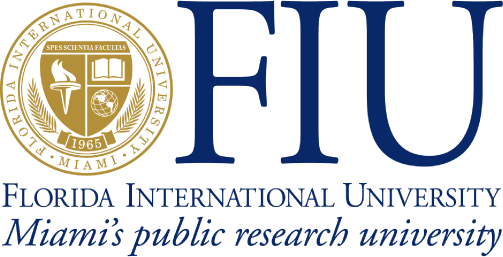 FLORIDA INTERNATIONAL UNIVERSITY
SPES SCIENTIA FACULTAS
1965
• MIAMI •
FIU
FLORIDA INTERNATIONAL UNIVERSITY
Miami's public research university